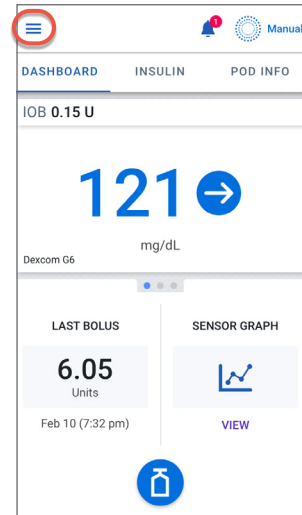 1
Manual
DASHBOARD INSULIN POD INFO
IOB 0.15 U
121
mg/dL
Dexcom G6
LAST BOLUS SENSOR GRAPH
6.05
Units
Feb 10 (7:32 pm) VIEW